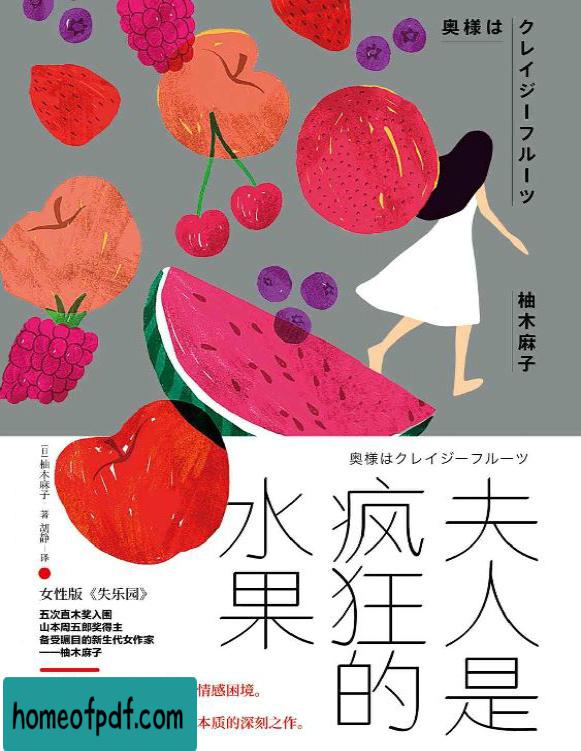 奥様は
クレイジーフルーツ
柚木麻子
奥様はクレイジーフルーツ
夫人是
疯狂的
水果
[日]柚木麻子 著
胡静 译
女性版《失乐园》
五次直木奖入围
山本周五郎奖得主
备受瞩目的新生代女作家
——柚木麻子
情感困境。
本质的深刻之作。
homeofpdf.com